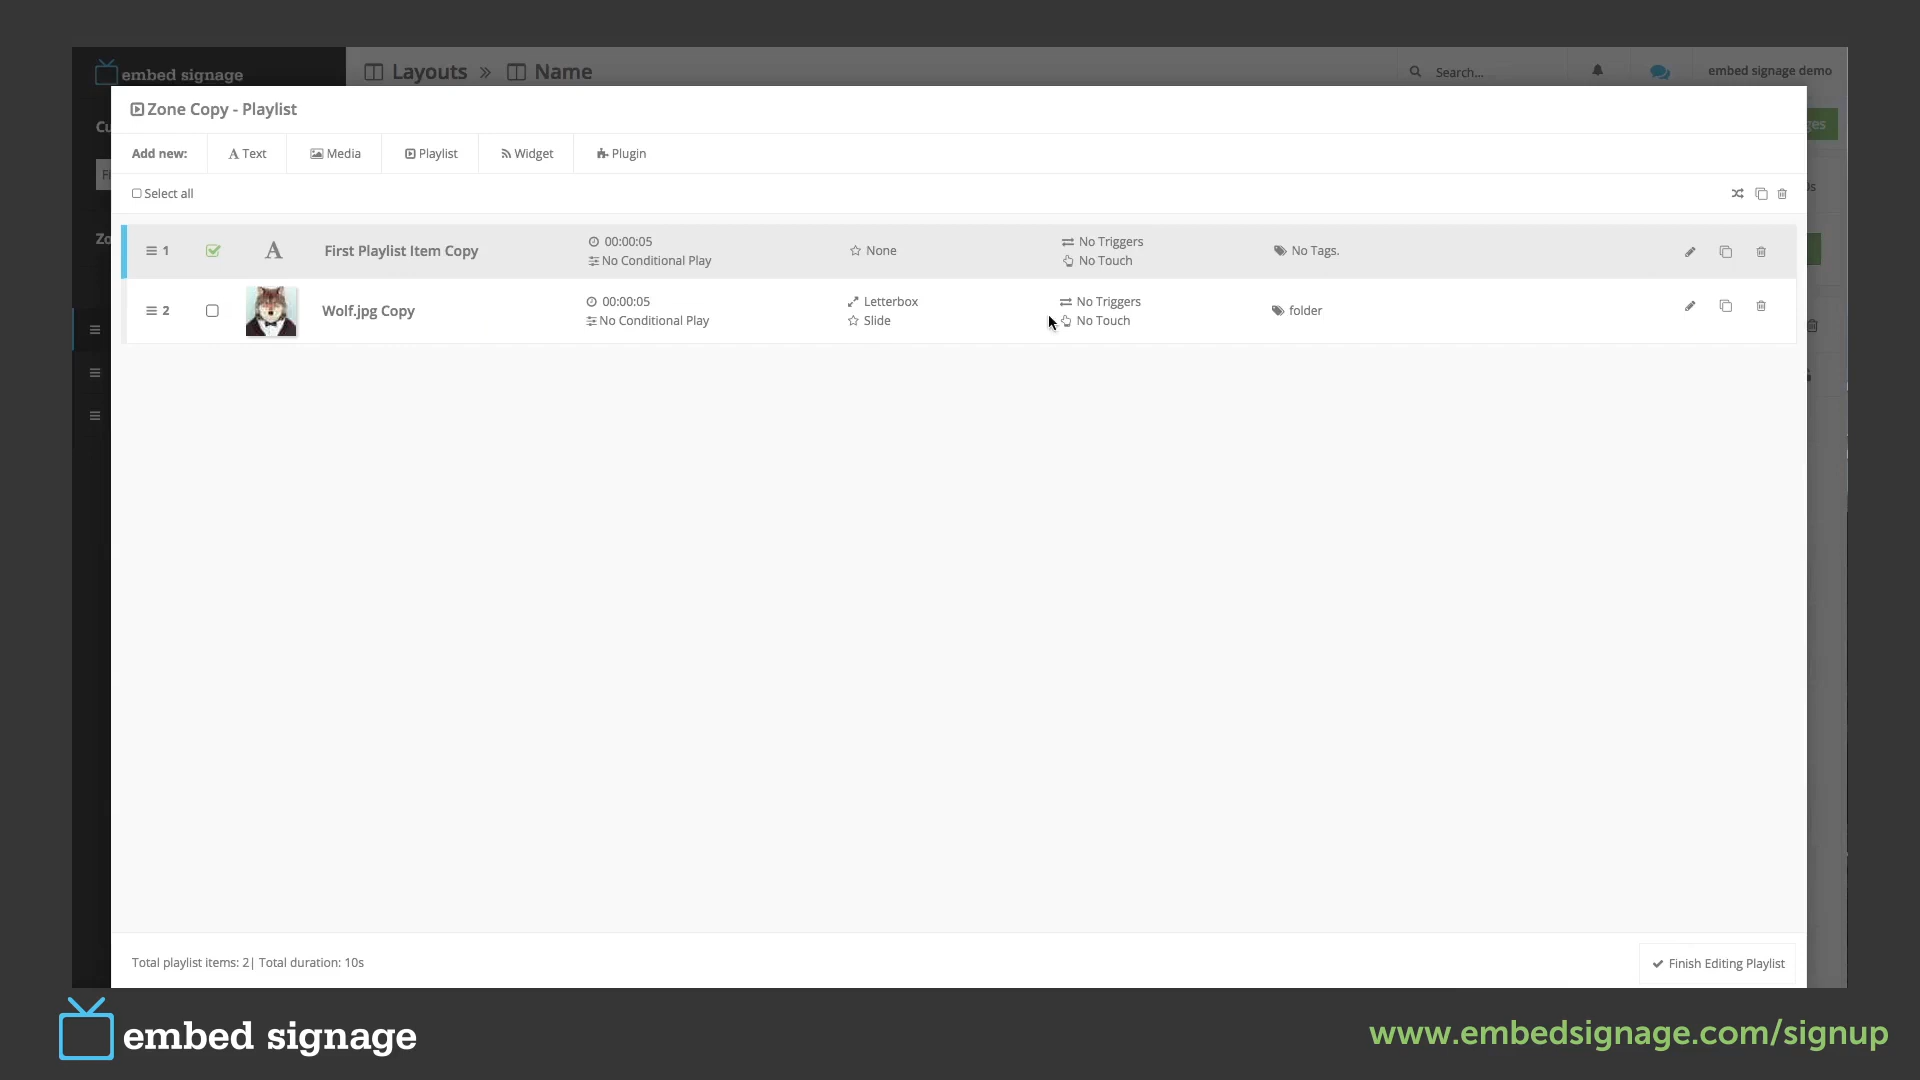 embed signage
Layouts » Name
Search...
embed signage demo
Zone Copy - Playlist
Add new:
Text
Media
Playlist
Widget
Plugin
Select all
1
A
First Playlist Item Copy
00:00:05
No Conditional Play
None
No Triggers
No Touch
No Tags.
2
Wolf.jpg Copy
00:00:05
No Conditional Play
Letterbox
Slide
No Triggers
No Touch
folder
Total playlist items: 2| Total duration: 10s
Finish Editing Playlist
embed signage
www.embedsignage.com/signup